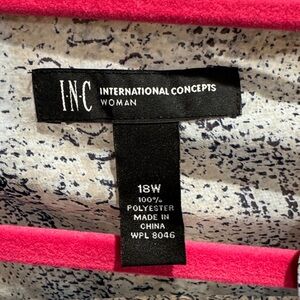 I·N·C INTERNATIONAL CONCEPTS
WOMAN
18W
100%
POLYESTER
MADE IN
CHINA
WPL 8046